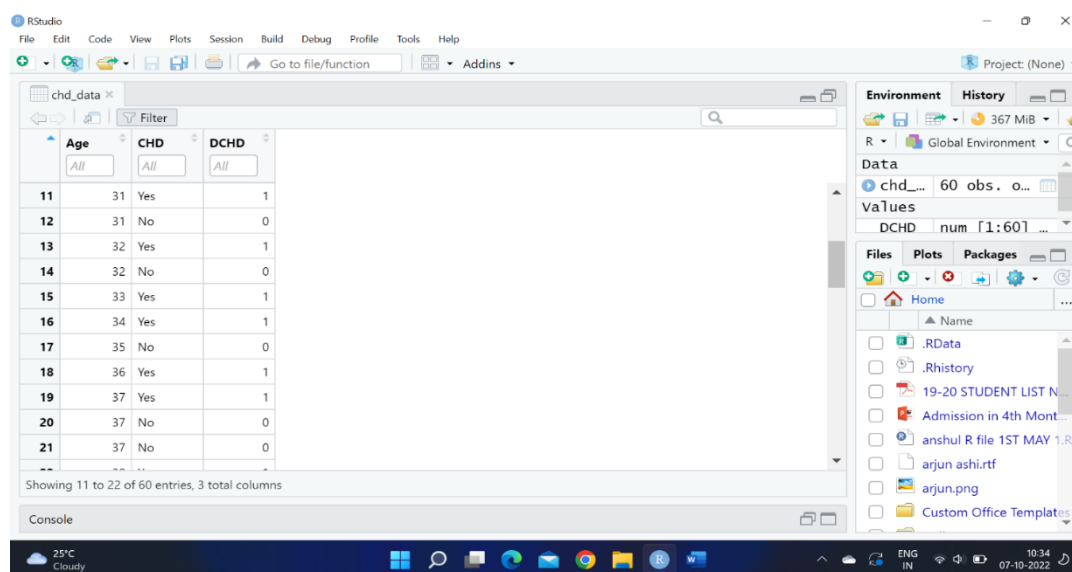 RStudio
File Edit Code View Plots Session Build Debug Profile Tools Help
Go to file/function Addins Project: (None)
chd_data
Filter
Age CHD DCHD
All All All
11 31 Yes 1
12 31 No 0
13 32 Yes 1
14 32 No 0
15 33 Yes 1
16 34 Yes 1
17 35 No 0
18 36 Yes 1
19 37 Yes 1
20 37 No 0
21 37 No 0
Showing 11 to 22 of 60 entries, 3 total columns
Console
Environment History
367 MiB
R Global Environment
Data
chd_... 60 obs. o...
Values
DCHD num [1:60] ...
Files Plots Packages
Home ...
Name
.RData
.Rhistory
19-20 STUDENT LIST N...
Admission in 4th Mont...
anshul R file 1ST MAY 1.R
arjun ashi.rtf
arjun.png
Custom Office Templates
25°C
Cloudy
ENG
IN
10:34
07-10-2022